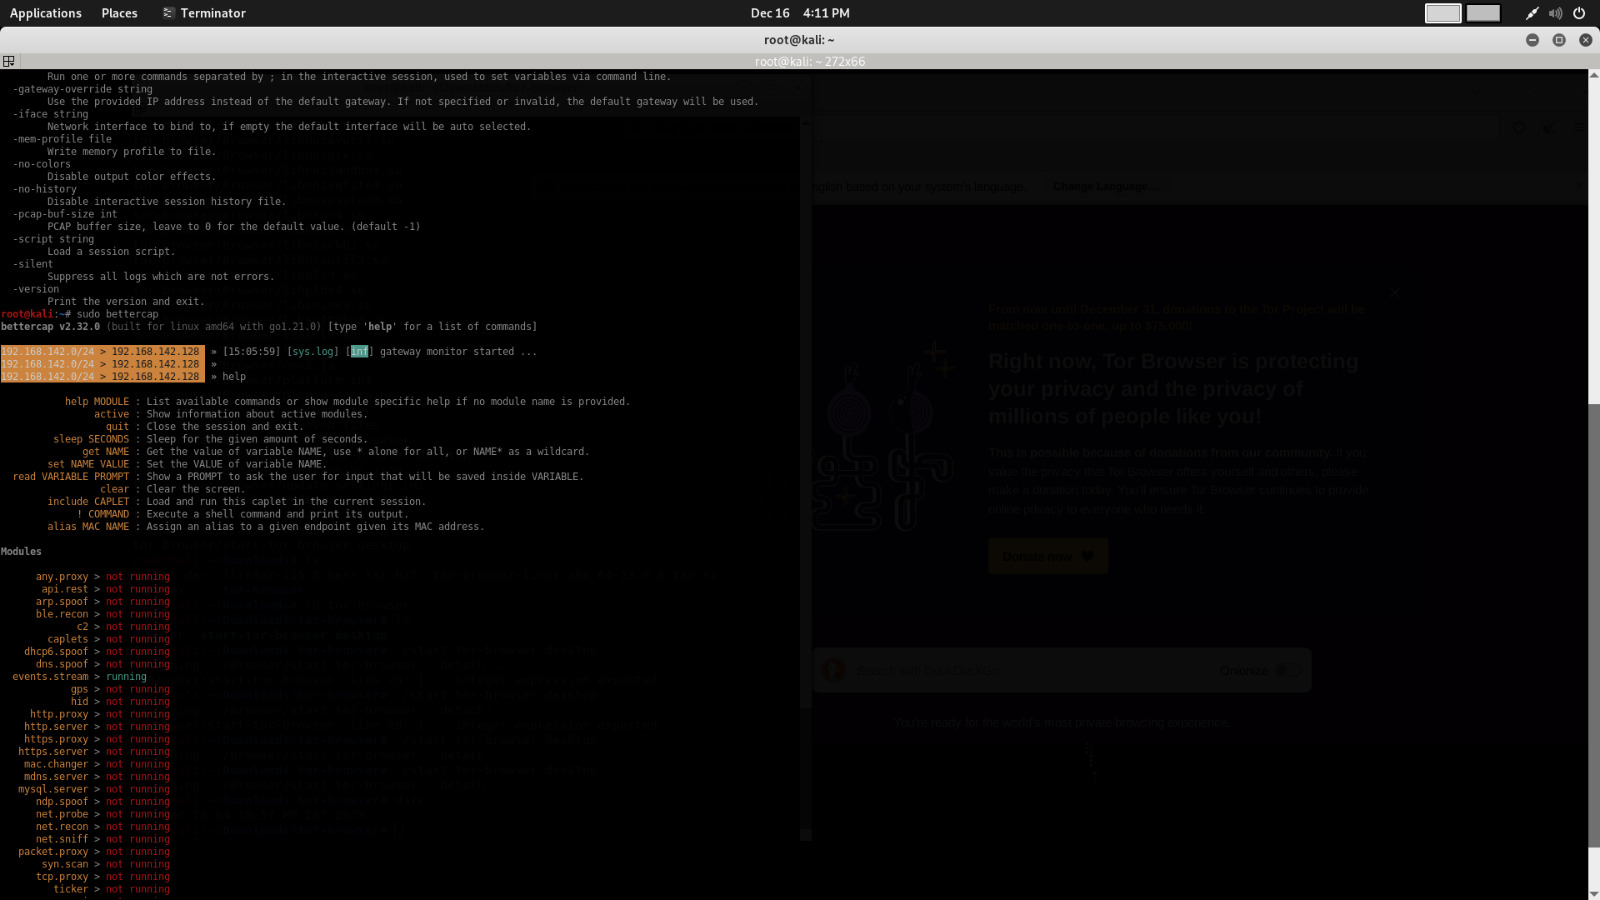 Applications Places Terminator Dec 16 4:11 PM
root@kali: ~
root@kali: ~ 272x66
Run one or more commands separated by ; in the interactive session, used to set variables via command line.
-gateway-override string
Use the provided IP address instead of the default gateway. If not specified or invalid, the default gateway will be used.
-iface string
Network interface to bind to, if empty the default interface will be auto selected.
-mem-profile file
Write memory profile to file.
-no-colors
Disable output color effects.
-no-history
Disable interactive session history file.
-pcap-buf-size int
PCAP buffer size, leave to 0 for the default value. (default -1)
-script string
Load a session script.
-silent
Suppress all logs which are not errors.
-version
Print the version and exit.
root@kali:~# sudo bettercap
bettercap v2.32.0 (built for linux amd64 with go1.21.0) [type 'help' for a list of commands]
192.168.142.0/24 > 192.168.142.128 » [15:05:59] [sys.log] [inf] gateway monitor started ...
192.168.142.0/24 > 192.168.142.128 »
192.168.142.0/24 > 192.168.142.128 » help
help MODULE : List available commands or show module specific help if no module name is provided.
active : Show information about active modules.
quit : Close the session and exit.
sleep SECONDS : Sleep for the given amount of seconds.
get NAME : Get the value of variable NAME, use * alone for all, or NAME* as a wildcard.
set NAME VALUE : Set the VALUE of variable NAME.
read VARIABLE PROMPT : Show a PROMPT to ask the user for input that will be saved inside VARIABLE.
clear : Clear the screen.
include CAPLET : Load and run this caplet in the current session.
! COMMAND : Execute a shell command and print its output.
alias MAC NAME : Assign an alias to a given endpoint given its MAC address.
Modules
any.proxy > not running
api.rest > not running
arp.spoof > not running
ble.recon > not running
c2 > not running
caplets > not running
dhcp6.spoof > not running
dns.spoof > not running
events.stream > running
gps > not running
hid > not running
http.proxy > not running
http.server > not running
https.proxy > not running
https.server > not running
mac.changer > not running
mdns.server > not running
mysql.server > not running
ndp.spoof > not running
net.probe > not running
net.recon > not running
net.sniff > not running
packet.proxy > not running
syn.scan > not running
tcp.proxy > not running
ticker > not running
English based on your system's language. Change Language...
From now until December 31, donations to the Tor Project will be
matched one-to-one, up to $75,000!
Right now, Tor Browser is protecting
your privacy and the privacy of
millions of people like you!
This is possible because of donations from our community. If you
value the privacy that Tor Browser offers yourself and others, please
make a donation today. You'll ensure Tor Browser continues to provide
online privacy to everyone who needs it.
Donate now
Search with DuckDuckGo Onionize
You're ready for the world's most private browsing experience.